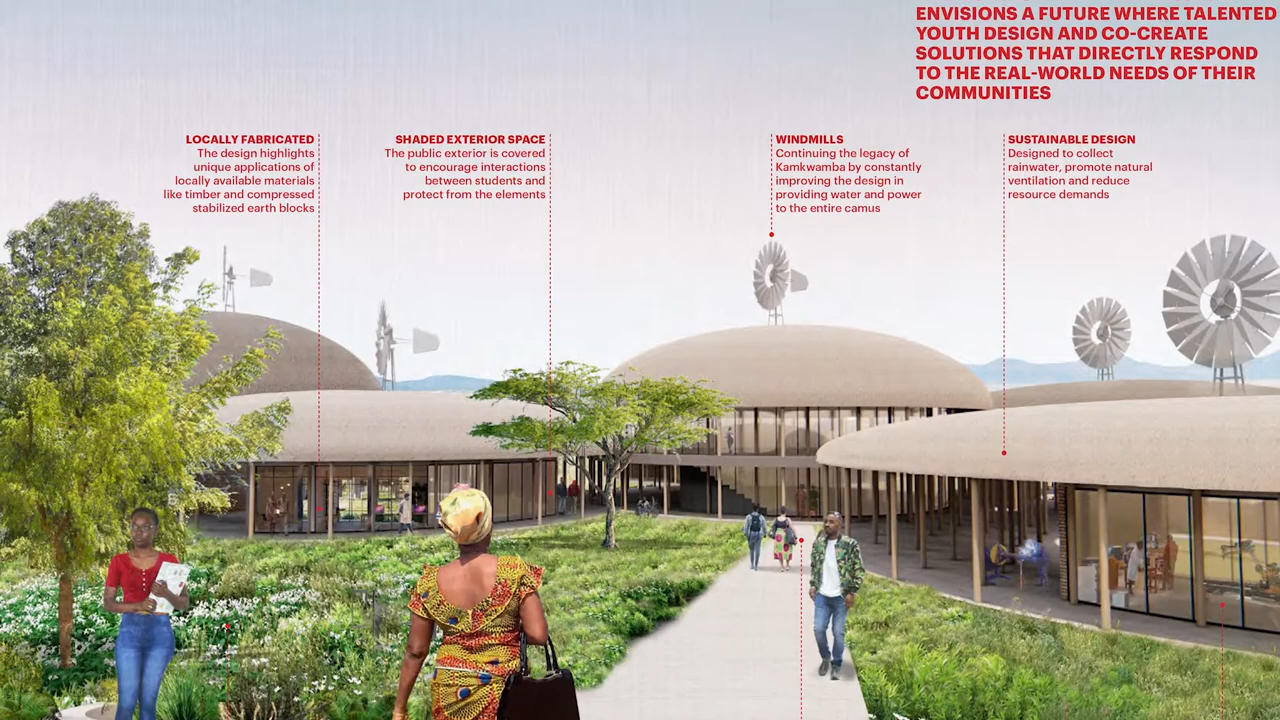 ENVISIONS A FUTURE WHERE TALENTED
YOUTH DESIGN AND CO-CREATE
SOLUTIONS THAT DIRECTLY RESPOND
TO THE REAL-WORLD NEEDS OF THEIR
COMMUNITIES
LOCALLY FABRICATED
The design highlights
unique applications of
locally available materials
like timber and compressed
stabilized earth blocks
SHADED EXTERIOR SPACE
The public exterior is covered
to encourage interactions
between students and
protect from the elements
WINDMILLS
Continuing the legacy of
Kamkwamba by constantly
improving the design in
providing water and power
to the entire camus
SUSTAINABLE DESIGN
Designed to collect
rainwater, promote natural
ventilation and reduce
resource demands